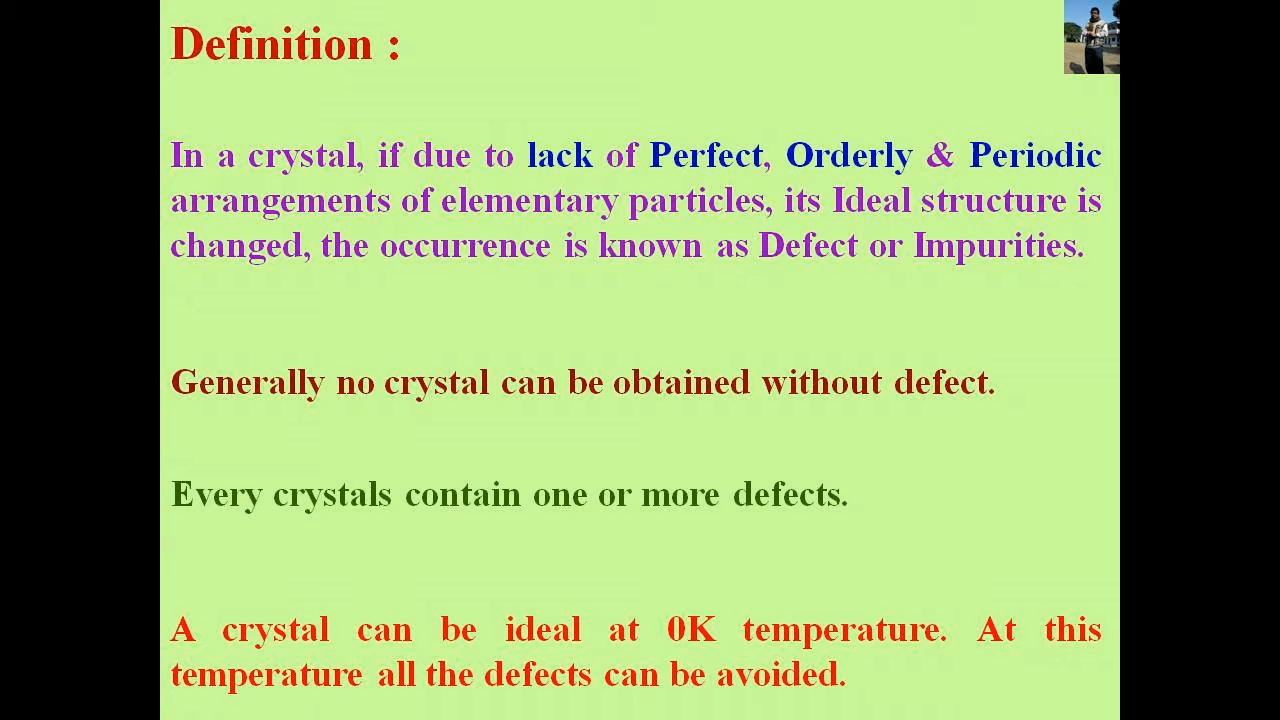 Definition :
In a crystal, if due to lack of Perfect, Orderly & Periodic
arrangements of elementary particles, its Ideal structure is
changed, the occurrence is known as Defect or Impurities.
Generally no crystal can be obtained without defect.
Every crystals contain one or more defects.
A crystal can be ideal at 0K temperature. At this
temperature all the defects can be avoided.